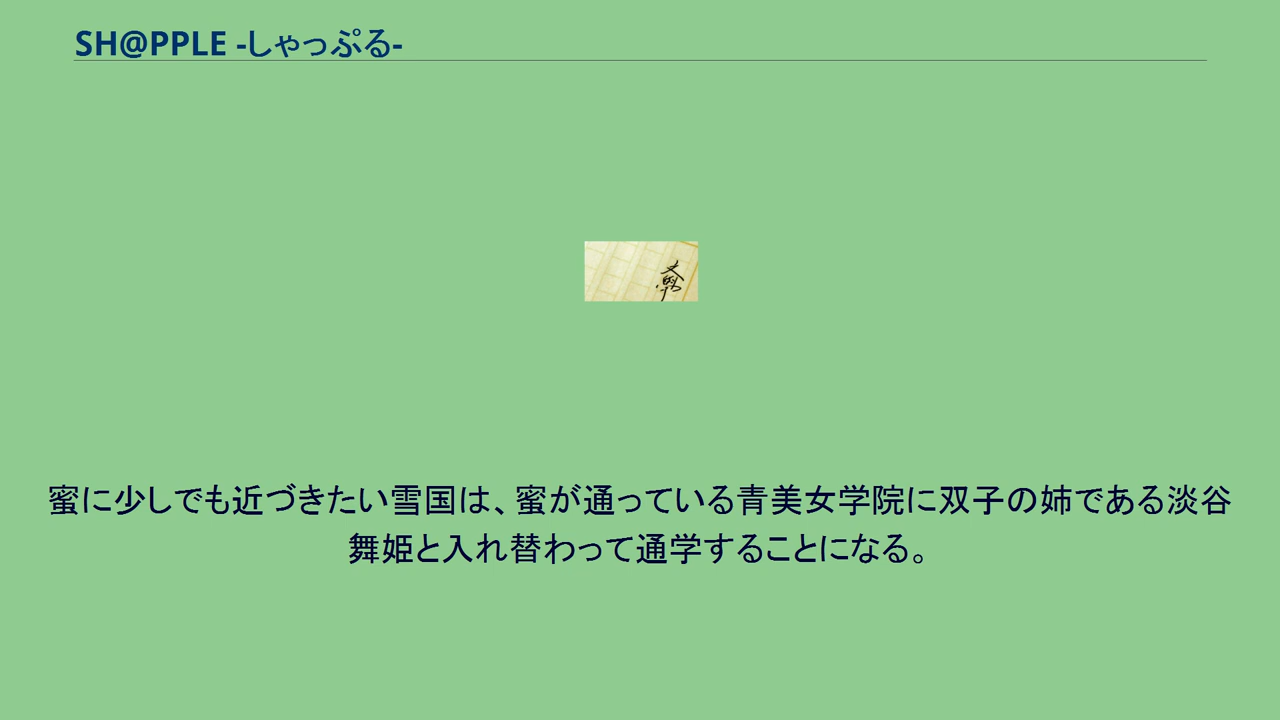 SH@PPLE -しゃっぷる-
蜜に少しでも近づきたい雪国は、蜜が通っている青美女学院に双子の姉である淡谷
舞姫と入れ替わって通学することになる。